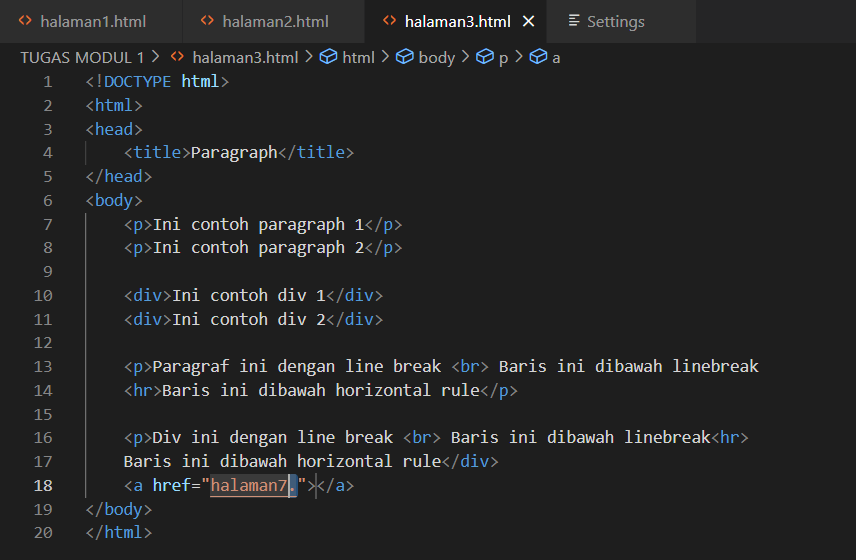 halaman1.html halaman2.html halaman3.html Settings
TUGAS MODUL 1 > halaman3.html > html > body > p > a
1 <!DOCTYPE html>
2 <html>
3 <head>
4 <title>Paragraph</title>
5 </head>
6 <body>
7 <p>Ini contoh paragraph 1</p>
8 <p>Ini contoh paragraph 2</p>
9
10 <div>Ini contoh div 1</div>
11 <div>Ini contoh div 2</div>
12
13 <p>Paragraf ini dengan line break <br> Baris ini dibawah linebreak
14 <hr>Baris ini dibawah horizontal rule</p>
15
16 <p>Div ini dengan line break <br> Baris ini dibawah linebreak<hr>
17 Baris ini dibawah horizontal rule</div>
18 <a href="halaman7."></a>
19 </body>
20 </html>